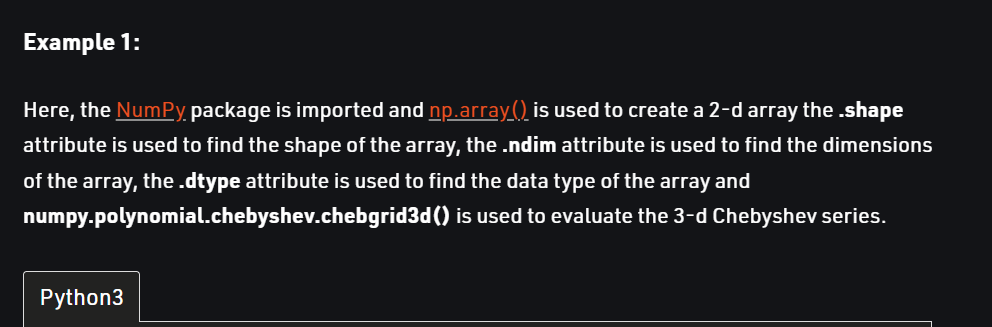 Example 1:
Here, the NumPy package is imported and np.array() is used to create a 2-d array the .shape
attribute is used to find the shape of the array, the .ndim attribute is used to find the dimensions
of the array, the .dtype attribute is used to find the data type of the array and
numpy.polynomial.chebyshev.chebgrid3d() is used to evaluate the 3-d Chebyshev series.
Python3